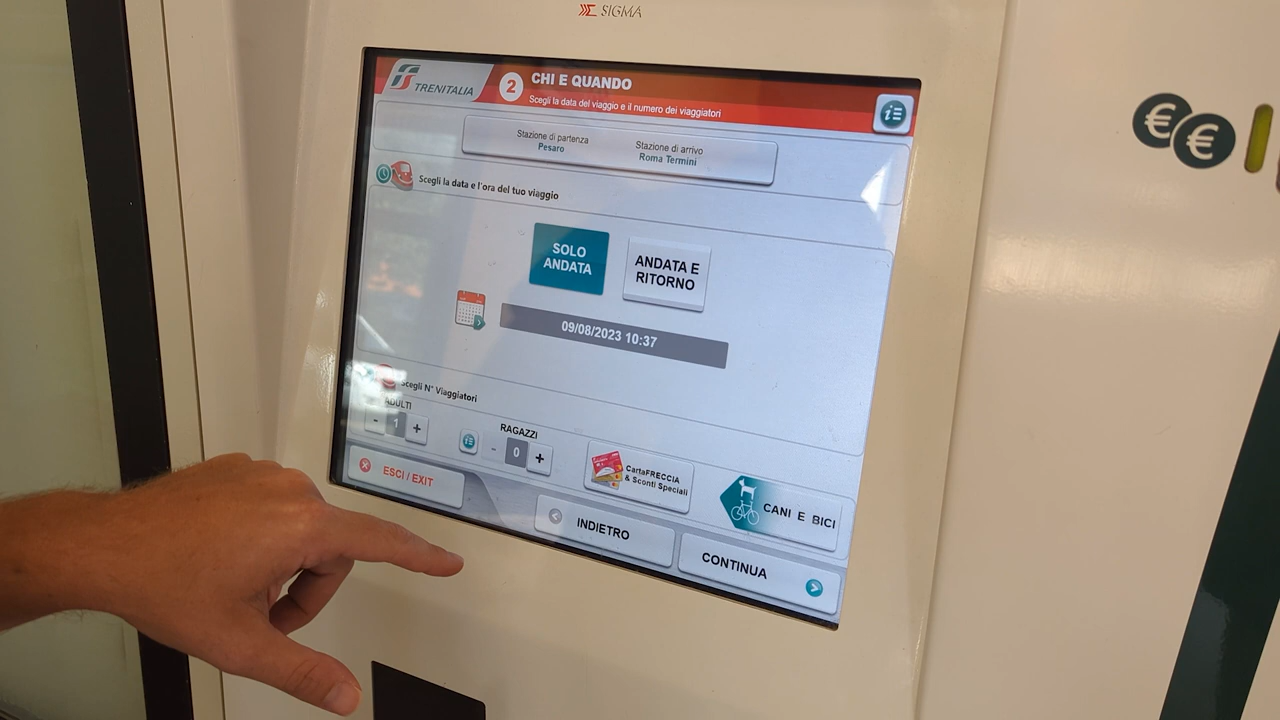 SIGMA
TRENITALIA
2
CHI E QUANDO
Scegli la data del viaggio e il numero dei viaggiatori
Stazione di partenza
Pesaro
Stazione di arrivo
Roma Termini
Scegli la data e l'ora del tuo viaggio
SOLO
ANDATA
ANDATA E
RITORNO
09/08/2023 10:37
Scegli N° Viaggiatori
ADULTI
- 1 +
RAGAZZI
- 0 +
CartaFRECCIA
& Sconti Speciali
CANI E BICI
ESCI / EXIT
INDIETRO
CONTINUA
€ €